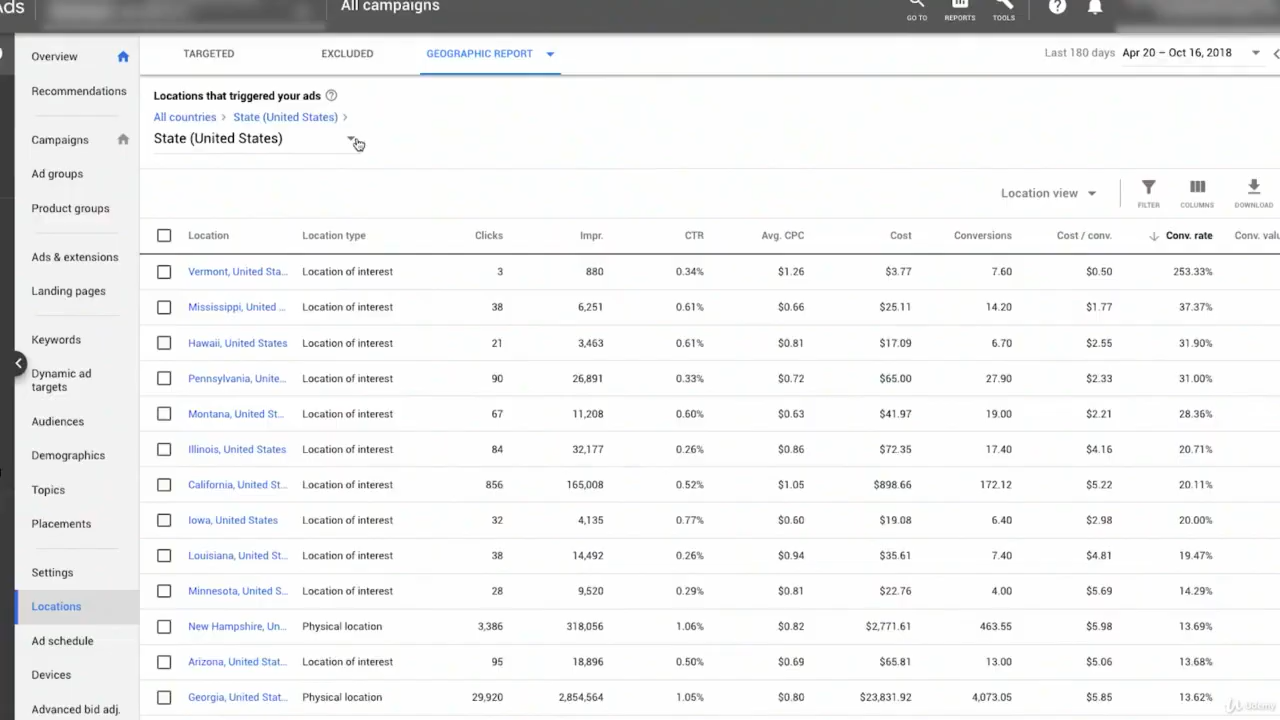 ds
All campaigns
GO TO
REPORTS
TOOLS
?
Overview
Recommendations
Campaigns
Ad groups
Product groups
Ads & extensions
Landing pages
Keywords
Dynamic ad
targets
Audiences
Demographics
Topics
Placements
Settings
Locations
Ad schedule
Devices
Advanced bid adj.
TARGETED EXCLUDED GEOGRAPHIC REPORT
Last 180 days Apr 20 – Oct 16, 2018
Locations that triggered your ads ?
All countries > State (United States) >
State (United States)
Location view
FILTER
COLUMNS
DOWNLOAD
Location Location type Clicks Impr. CTR Avg. CPC Cost Conversions Cost / conv. Conv. rate Conv. valu
Vermont, United Sta... Location of interest 3 880 0.34% $1.26 $3.77 7.60 $0.50 253.33%
Mississippi, United ... Location of interest 38 6,251 0.61% $0.66 $25.11 14.20 $1.77 37.37%
Hawaii, United States Location of interest 21 3,463 0.61% $0.81 $17.09 6.70 $2.55 31.90%
Pennsylvania, Unite... Location of interest 90 26,891 0.33% $0.72 $65.00 27.90 $2.33 31.00%
Montana, United St... Location of interest 67 11,208 0.60% $0.63 $41.97 19.00 $2.21 28.36%
Illinois, United States Location of interest 84 32,177 0.26% $0.86 $72.35 17.40 $4.16 20.71%
California, United St... Location of interest 856 165,008 0.52% $1.05 $898.66 172.12 $5.22 20.11%
Iowa, United States Location of interest 32 4,135 0.77% $0.60 $19.08 6.40 $2.98 20.00%
Louisiana, United St... Location of interest 38 14,492 0.26% $0.94 $35.61 7.40 $4.81 19.47%
Minnesota, United S... Location of interest 28 9,520 0.29% $0.81 $22.76 4.00 $5.69 14.29%
New Hampshire, Un... Physical location 3,386 318,056 1.06% $0.82 $2,771.61 463.55 $5.98 13.69%
Arizona, United Stat... Location of interest 95 18,896 0.50% $0.69 $65.81 13.00 $5.06 13.68%
Georgia, United Stat... Physical location 29,920 2,854,564 1.05% $0.80 $23,831.92 4,073.05 $5.85 13.62%
Udemy